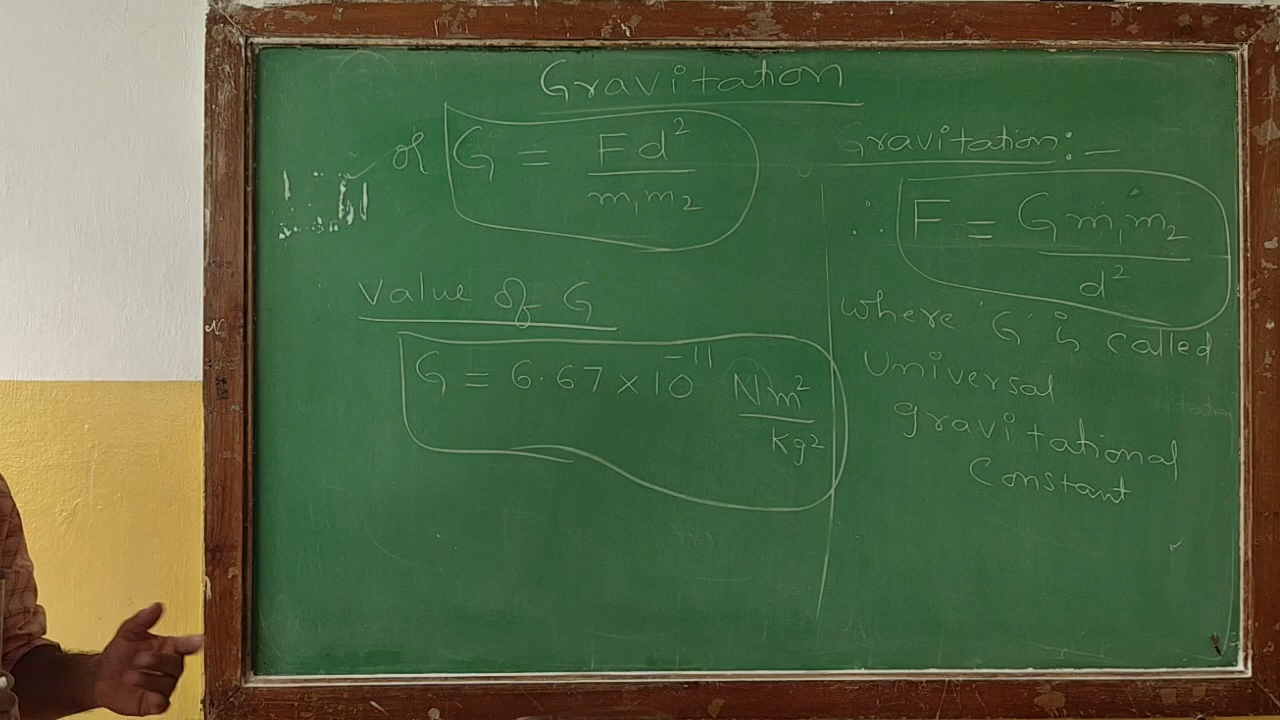 Gravitation
or G = Fd²/m₁m₂
Value of G
G = 6.67 × 10⁻¹¹ Nm²/Kg²
Gravitation:-
∴ F = Gm₁m₂/d²
where 'G' is called
Universal
gravitational
Constant